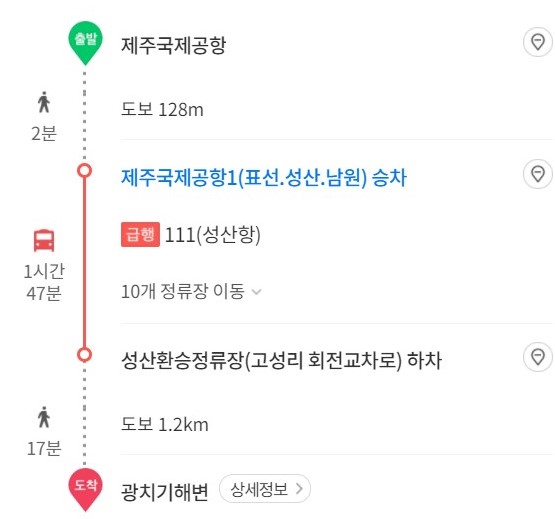 출발
제주국제공항
도보 128m
2분
제주국제공항1(표선.성산.남원) 승차
급행 111(성산항)
1시간
47분
10개 정류장 이동
성산환승정류장(고성리 회전교차로) 하차
도보 1.2km
17분
도착
광치기해변 상세정보